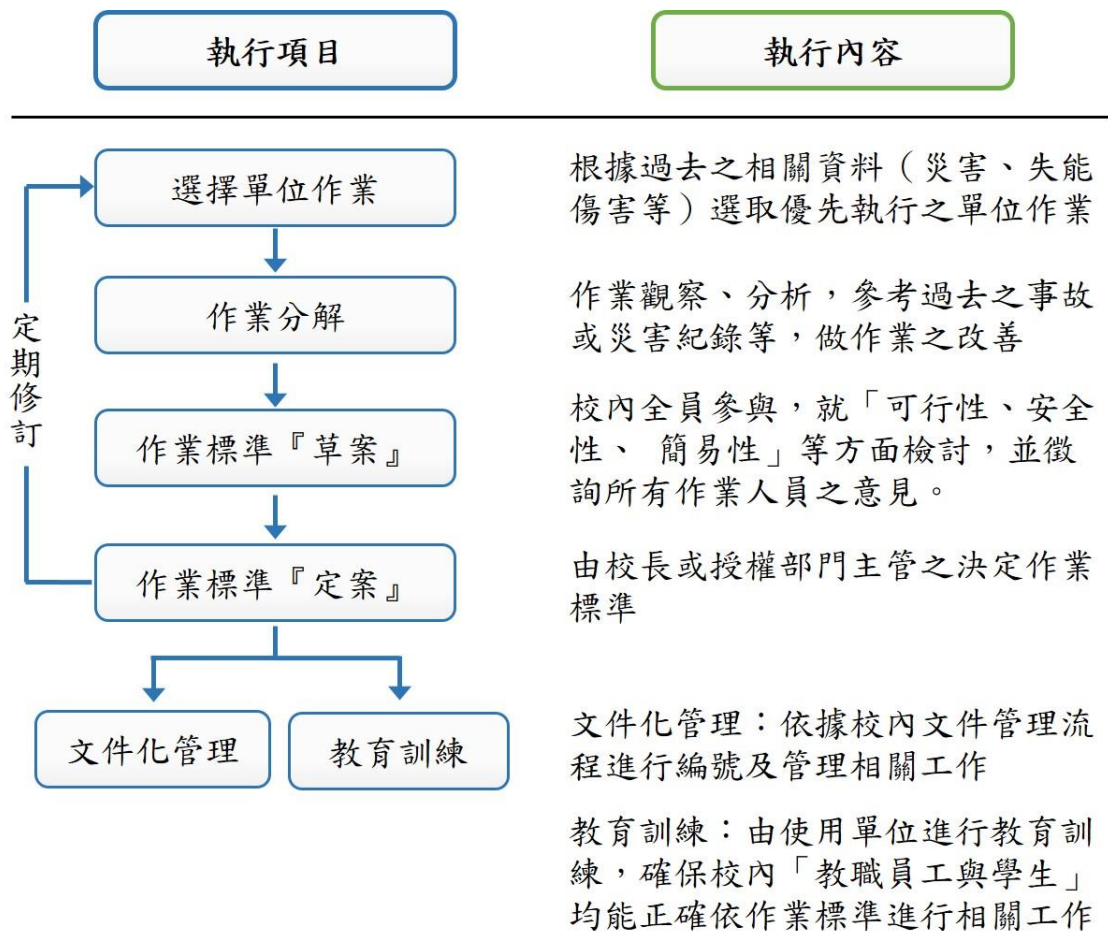 執行項目
執行內容
選擇單位作業
根據過去之相關資料（災害、失能
傷害等）選取優先執行之單位作業
作業分解
作業觀察、分析，參考過去之事故
或災害紀錄等，做作業之改善
定期修訂
作業標準『草案』
校內全員參與，就「可行性、安全
性、 簡易性」等方面檢討，並徵
詢所有作業人員之意見。
作業標準『定案』
由校長或授權部門主管之決定作業
標準
文件化管理
教育訓練
文件化管理：依據校內文件管理流
程進行編號及管理相關工作
教育訓練：由使用單位進行教育訓
練，確保校內「教職員工與學生」
均能正確依作業標準進行相關工作